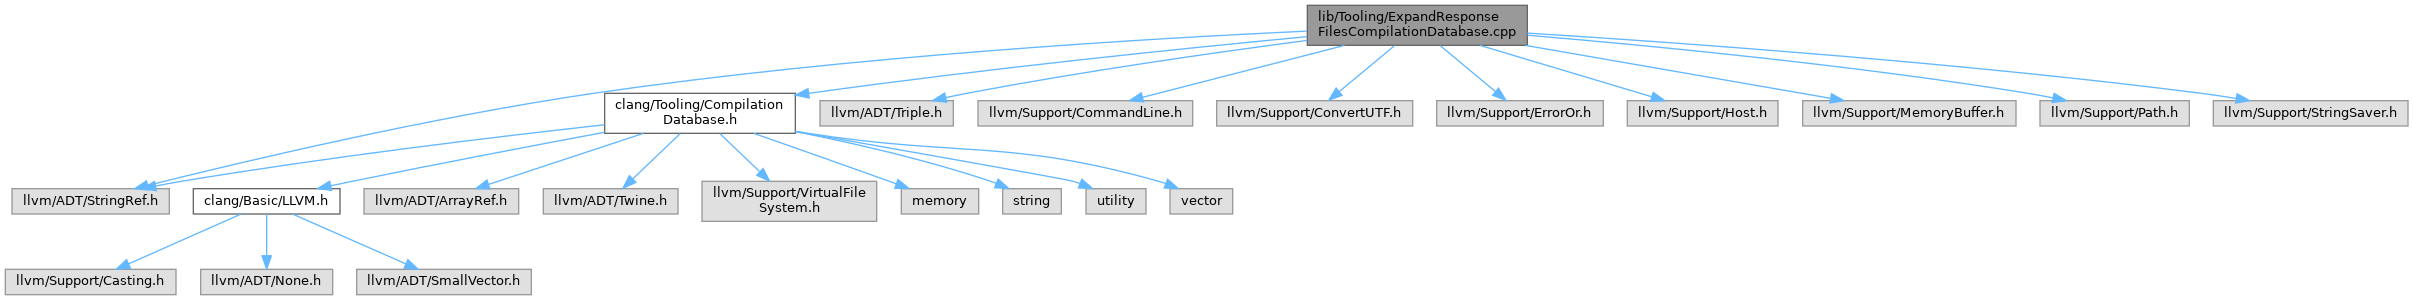 lib/Tooling/ExpandResponse
FilesCompilationDatabase.cpp
clang/Tooling/Compilation
Database.h
llvm/ADT/Triple.h
llvm/Support/CommandLine.h
llvm/Support/ConvertUTF.h
llvm/Support/ErrorOr.h
llvm/Support/Host.h
llvm/Support/MemoryBuffer.h
llvm/Support/Path.h
llvm/Support/StringSaver.h
llvm/ADT/StringRef.h
clang/Basic/LLVM.h
llvm/ADT/ArrayRef.h
llvm/ADT/Twine.h
llvm/Support/VirtualFile
System.h
memory
string
utility
vector
llvm/Support/Casting.h
llvm/ADT/None.h
llvm/ADT/SmallVector.h